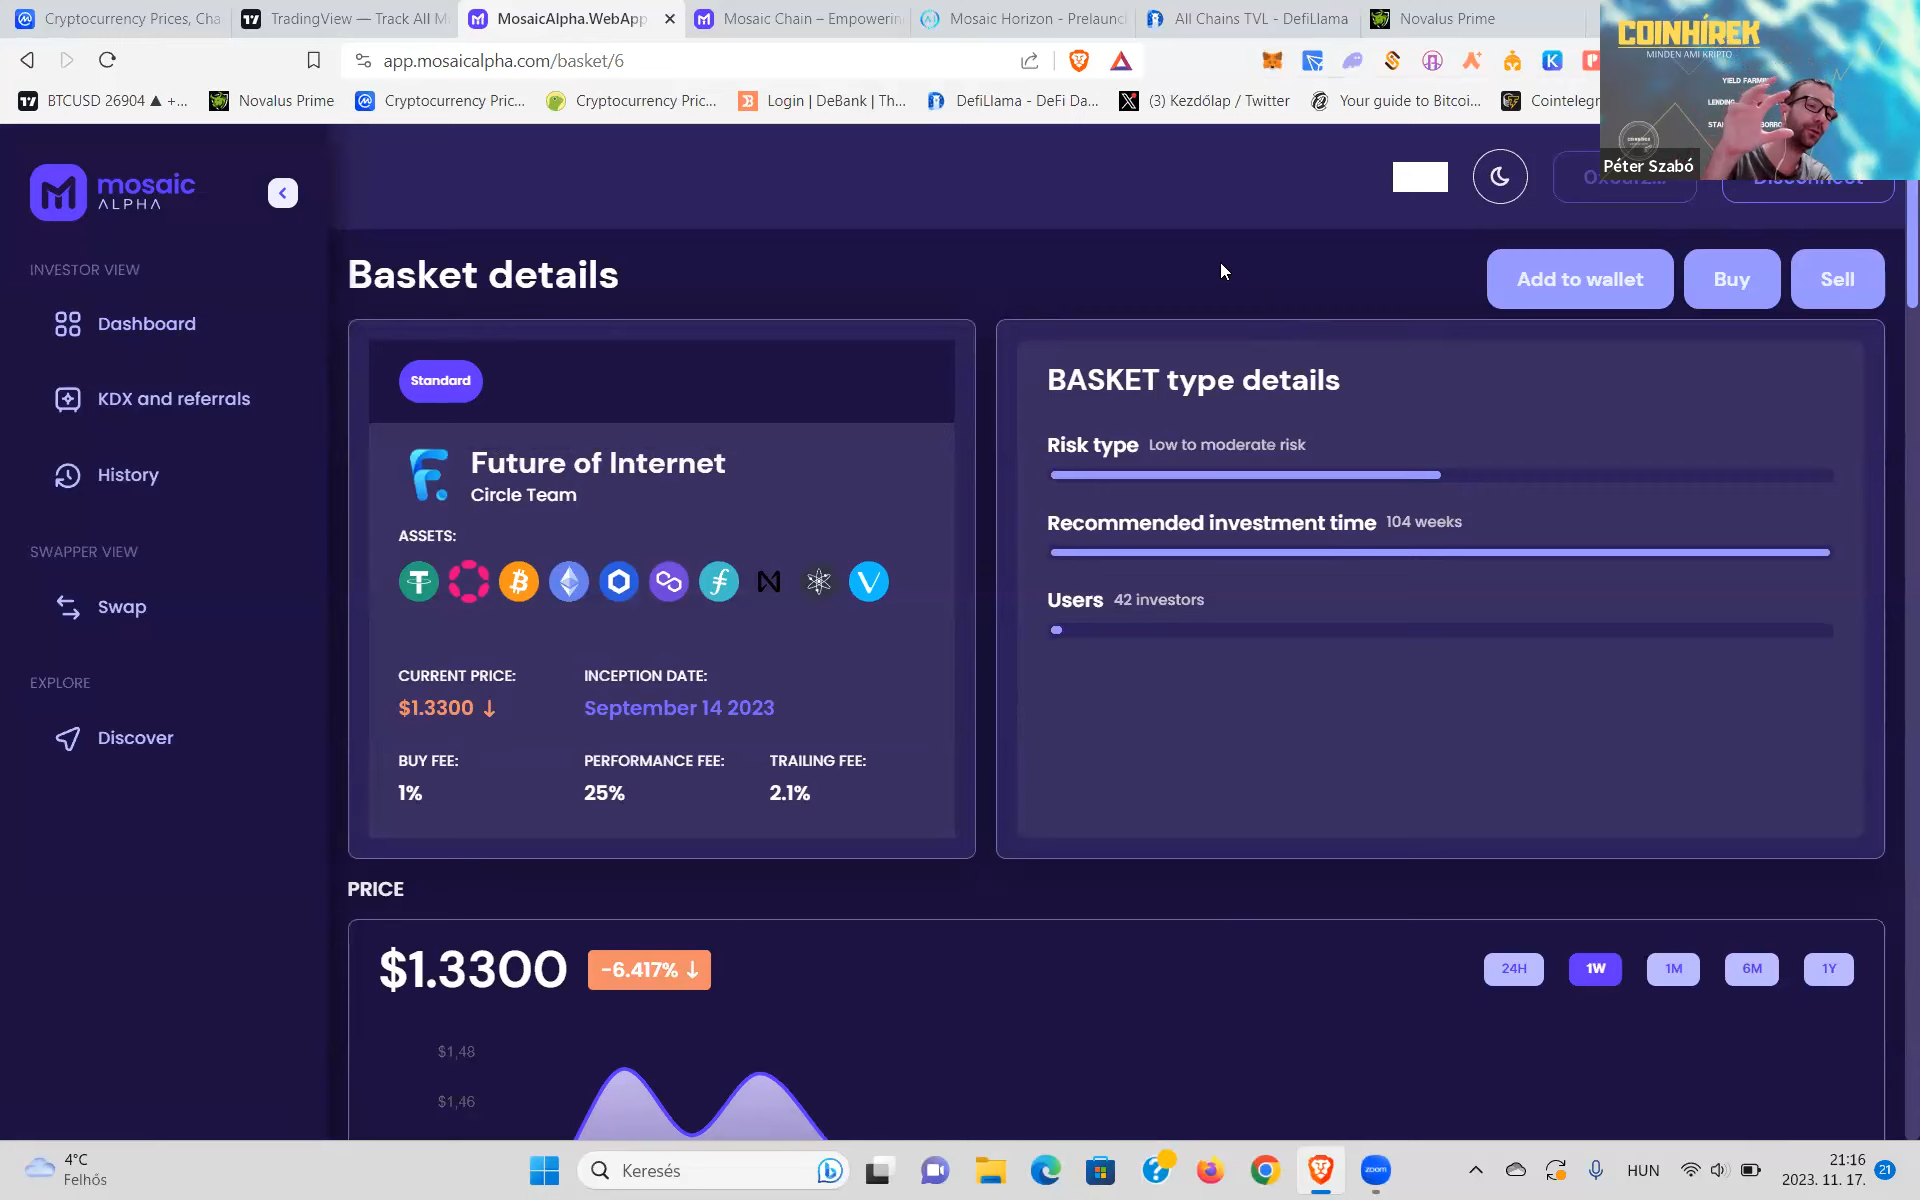 Cryptocurrency Prices, Cha
TradingView — Track All M
MosaicAlpha.WebApp
Mosaic Chain – Empowerin
Mosaic Horizon - Prelaunch
All Chains TVL - DefiLlama
Novalus Prime
app.mosaicalpha.com/basket/6
BTCUSD 26904 ▲ +...
Novalus Prime
Cryptocurrency Pric...
Cryptocurrency Pric...
Login | DeBank | Th...
DefiLlama - DeFi Da...
(3) Kezdőlap / Twitter
Your guide to Bitcoi...
Cointelegr
COINHÍREK
MINDEN AMI KRIPTO
YIELD FARMI
LENDING
Péter Szabó
Disconnect
mosaic
ALPHA
INVESTOR VIEW
Dashboard
KDX and referrals
History
SWAPPER VIEW
Swap
EXPLORE
Discover
Basket details
Add to wallet
Buy
Sell
Standard
Future of Internet
Circle Team
ASSETS:
CURRENT PRICE:
INCEPTION DATE:
$1.3300 ↓
September 14 2023
BUY FEE:
PERFORMANCE FEE:
TRAILING FEE:
1%
25%
2.1%
BASKET type details
Risk type Low to moderate risk
Recommended investment time 104 weeks
Users 42 investors
PRICE
$1.3300
-6.417% ↓
24H
1W
1M
6M
1Y
$1,48
$1,46
4°C
Felhős
Keresés
zoom
HUN
21:16
2023. 11. 17.
21